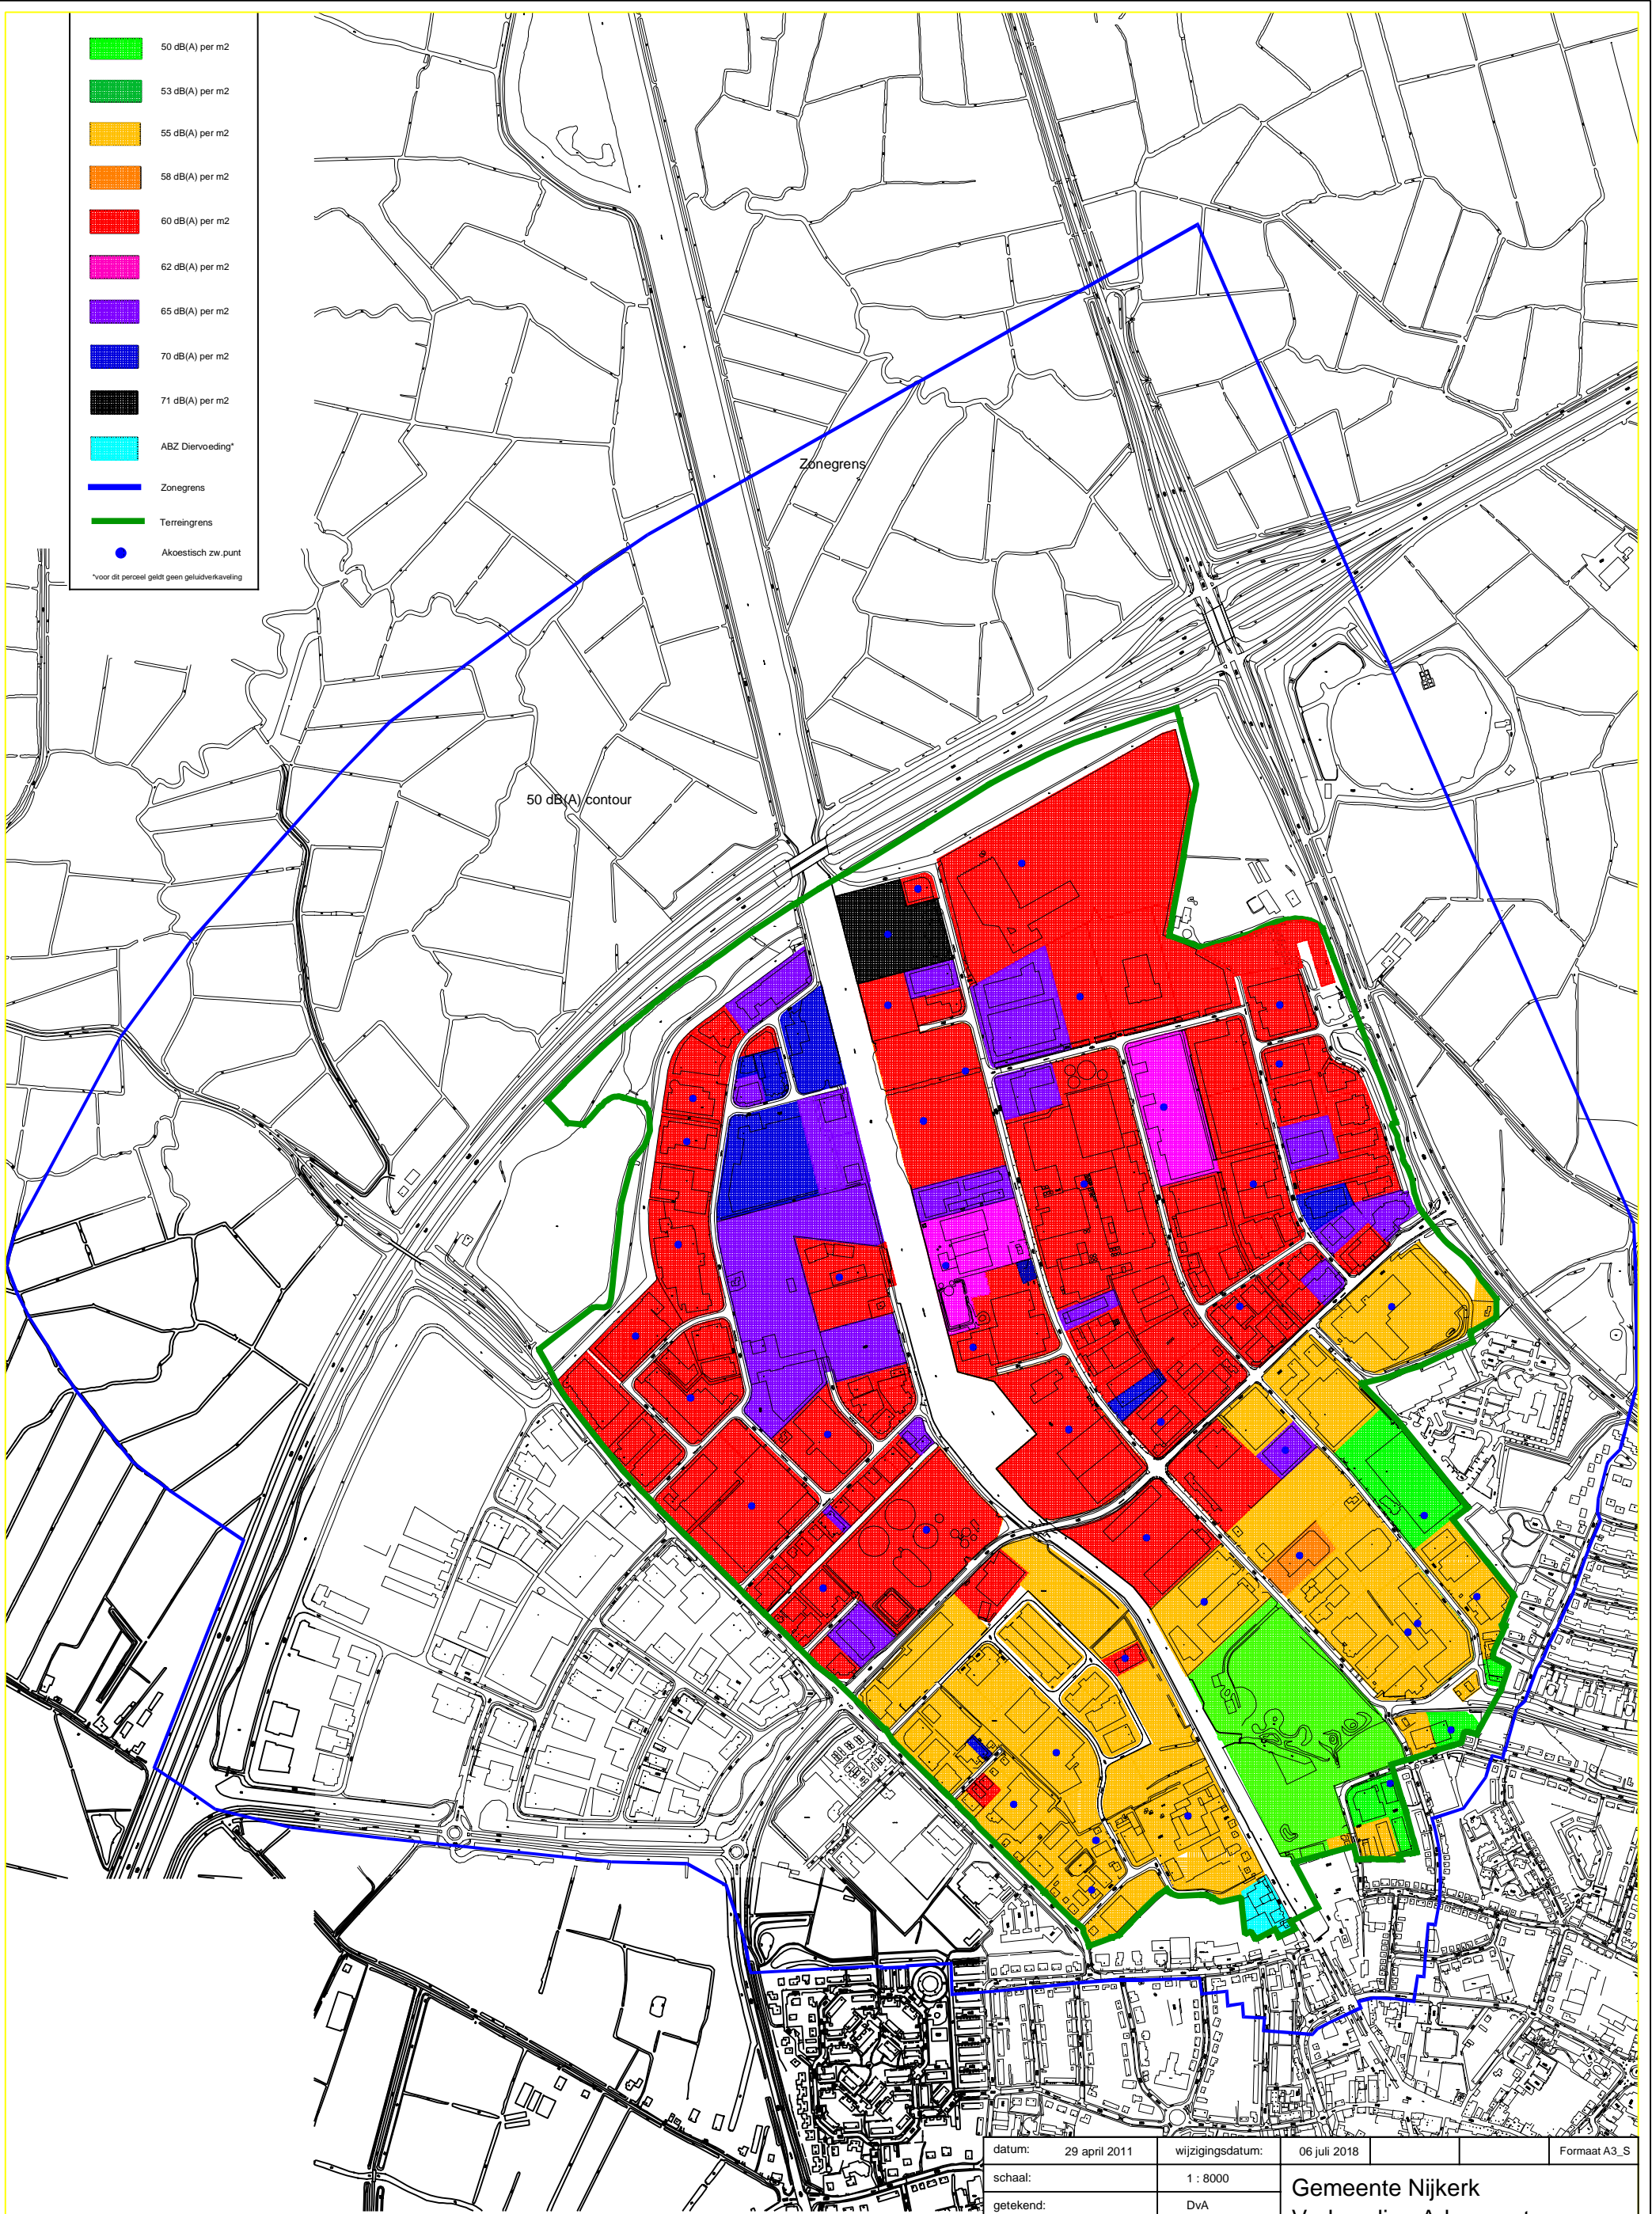 50 dB(A) per m2
53 dB(A) per m2
55 dB(A) per m2
58 dB(A) per m2
60 dB(A) per m2
62 dB(A) per m2
65 dB(A) per m2
70 dB(A) per m2
71 dB(A) per m2
ABZ Diervoeding*
Zonegrens
Terreingrens
Akoestisch zw.punt
*voor dit perceel geldt geen geluidverkaveling
Zonegrens
50 dB(A) contour
datum: 29 april 2011 wijzigingsdatum: 06 juli 2018 Formaat A3_S
schaal: 1 : 8000
Gemeente Nijkerk
getekend: DvA